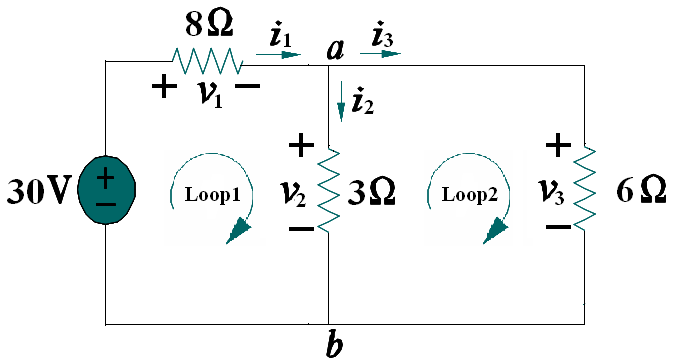 8Ω
i1
a
i3
+ v1 −
i2
30V
+
−
Loop1
+
v2
−
3Ω
Loop2
+
v3
−
6Ω
b